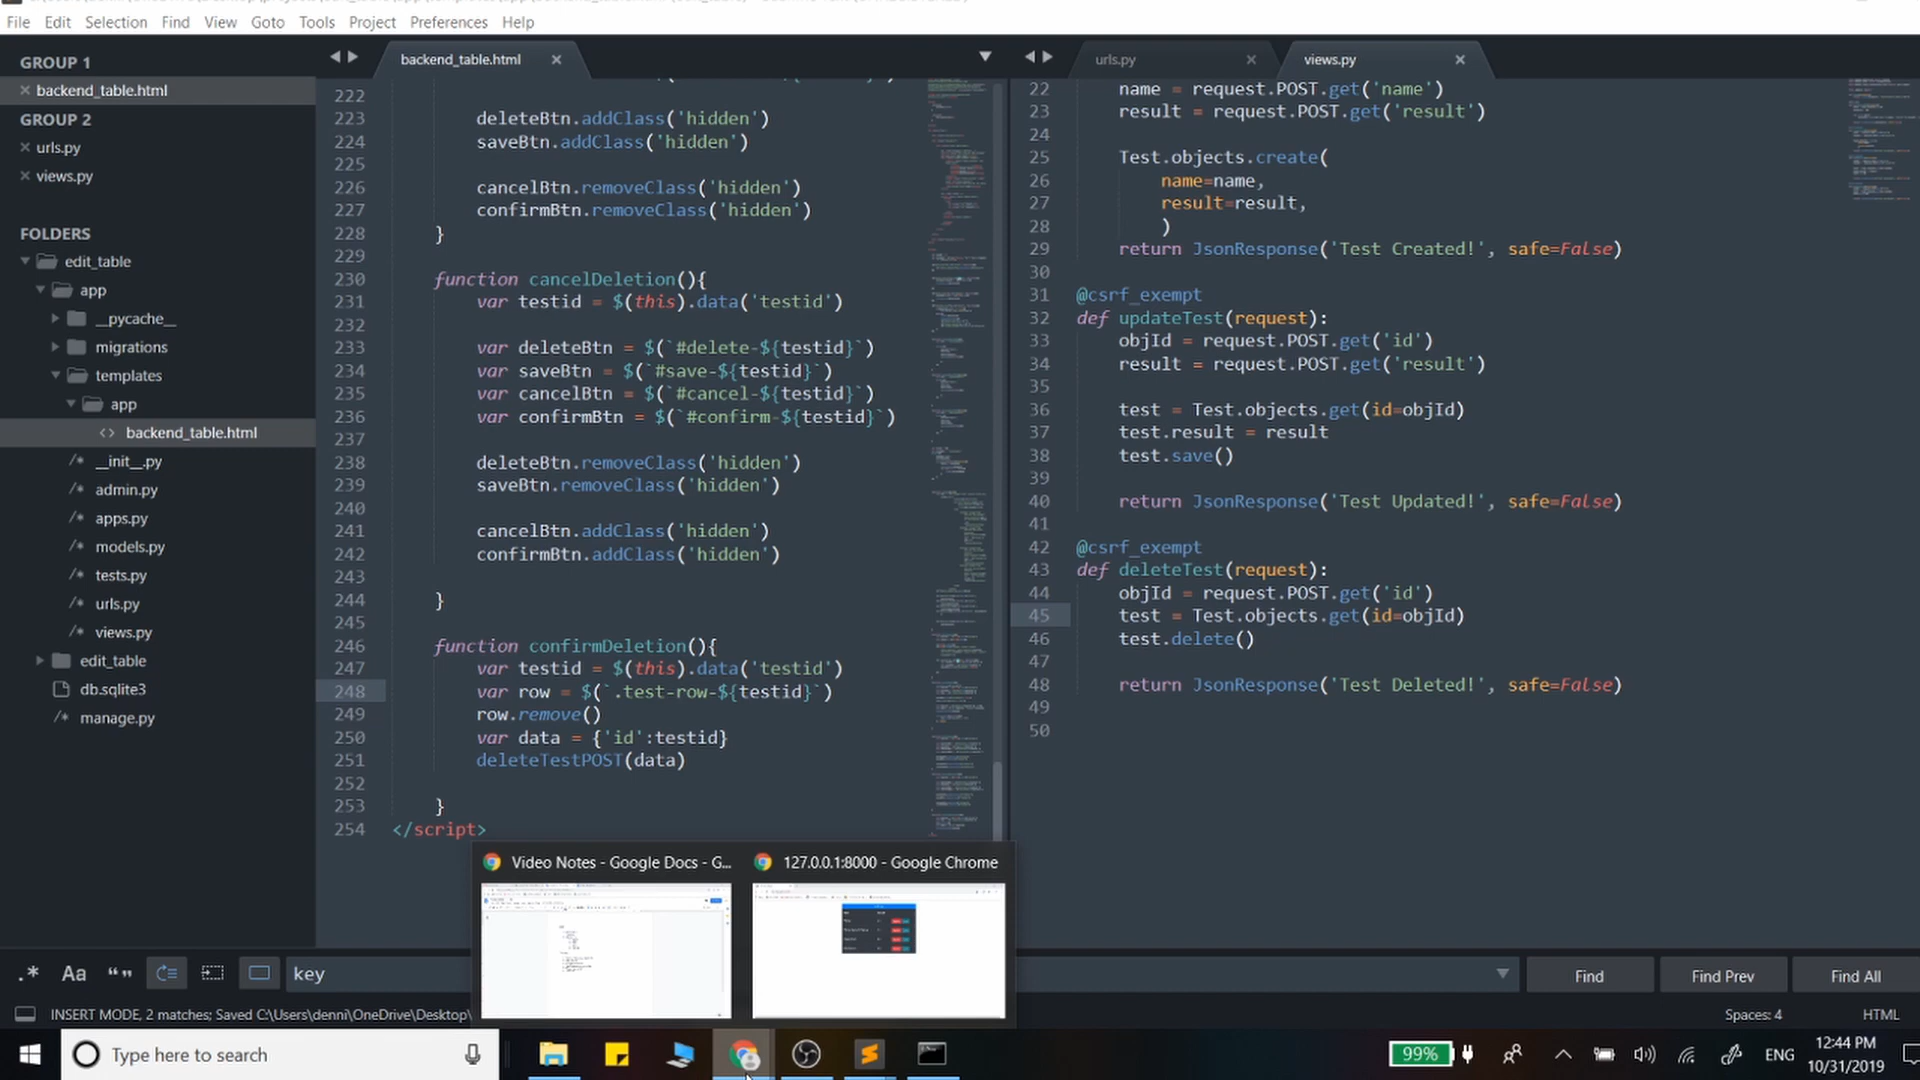 File Edit Selection Find View Goto Tools Project Preferences Help
GROUP 1
backend_table.html
GROUP 2
urls.py
views.py
FOLDERS
edit_table
app
__pycache__
migrations
templates
app
backend_table.html
__init__.py
admin.py
apps.py
models.py
tests.py
urls.py
views.py
edit_table
db.sqlite3
manage.py
backend_table.html
222
223 deleteBtn.addClass('hidden')
224 saveBtn.addClass('hidden')
225
226 cancelBtn.removeClass('hidden')
227 confirmBtn.removeClass('hidden')
228 }
229
230 function cancelDeletion(){
231 var testid = $(this).data('testid')
232
233 var deleteBtn = $(`#delete-${testid}`)
234 var saveBtn = $(`#save-${testid}`)
235 var cancelBtn = $(`#cancel-${testid}`)
236 var confirmBtn = $(`#confirm-${testid}`)
237
238 deleteBtn.removeClass('hidden')
239 saveBtn.removeClass('hidden')
240
241 cancelBtn.addClass('hidden')
242 confirmBtn.addClass('hidden')
243
244 }
245
246 function confirmDeletion(){
247 var testid = $(this).data('testid')
248 var row = $(`.test-row-${testid}`)
249 row.remove()
250 var data = {'id':testid}
251 deleteTestPOST(data)
252
253 }
254 </script>
urls.py views.py
22 name = request.POST.get('name')
23 result = request.POST.get('result')
24
25 Test.objects.create(
26 name=name,
27 result=result,
28 )
29 return JsonResponse('Test Created!', safe=False)
30
31 @csrf_exempt
32 def updateTest(request):
33 objId = request.POST.get('id')
34 result = request.POST.get('result')
35
36 test = Test.objects.get(id=objId)
37 test.result = result
38 test.save()
39
40 return JsonResponse('Test Updated!', safe=False)
41
42 @csrf_exempt
43 def deleteTest(request):
44 objId = request.POST.get('id')
45 test = Test.objects.get(id=objId)
46 test.delete()
47
48 return JsonResponse('Test Deleted!', safe=False)
49
50
Video Notes - Google Docs - G... 127.0.0.1:8000 - Google Chrome
.* Aa “” key Find Find Prev Find All
INSERT MODE, 2 matches; Saved C:\Users\denni\OneDrive\Desktop\ Spaces: 4 HTML
Type here to search
99% ENG
12:44 PM
10/31/2019